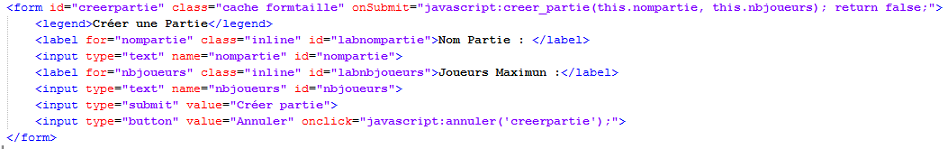 <form id="creerpartie" class="cache formtaille" onSubmit="javascript:creer_partie(this.nompartie, this.nbjoueurs); return false;">
<legend>Créer une Partie</legend>
<label for="nompartie" class="inline" id="labnompartie">Nom Partie : </label>
<input type="text" name="nompartie" id="nompartie">
<label for="nbjoueurs" class="inline" id="labnbjoueurs">Joueurs Maximun :</label>
<input type="text" name="nbjoueurs" id="nbjoueurs">
<input type="submit" value="Créer partie">
<input type="button" value="Annuler" onclick="javascript:annuler('creerpartie');">
</form>